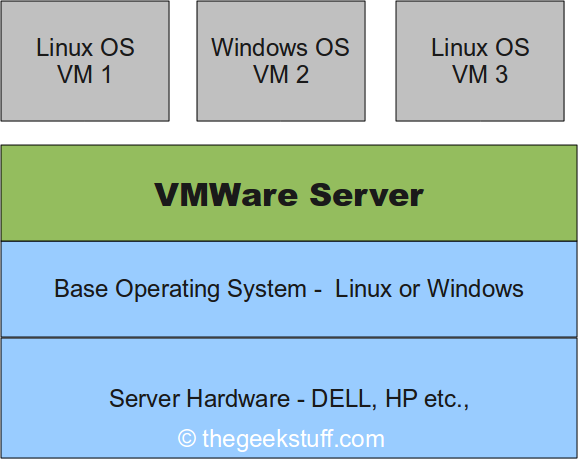 Linux OS
VM 1
Windows OS
VM 2
Linux OS
VM 3
VMWare Server
Base Operating System - Linux or Windows
Server Hardware - DELL, HP etc.,
© thegeekstuff.com